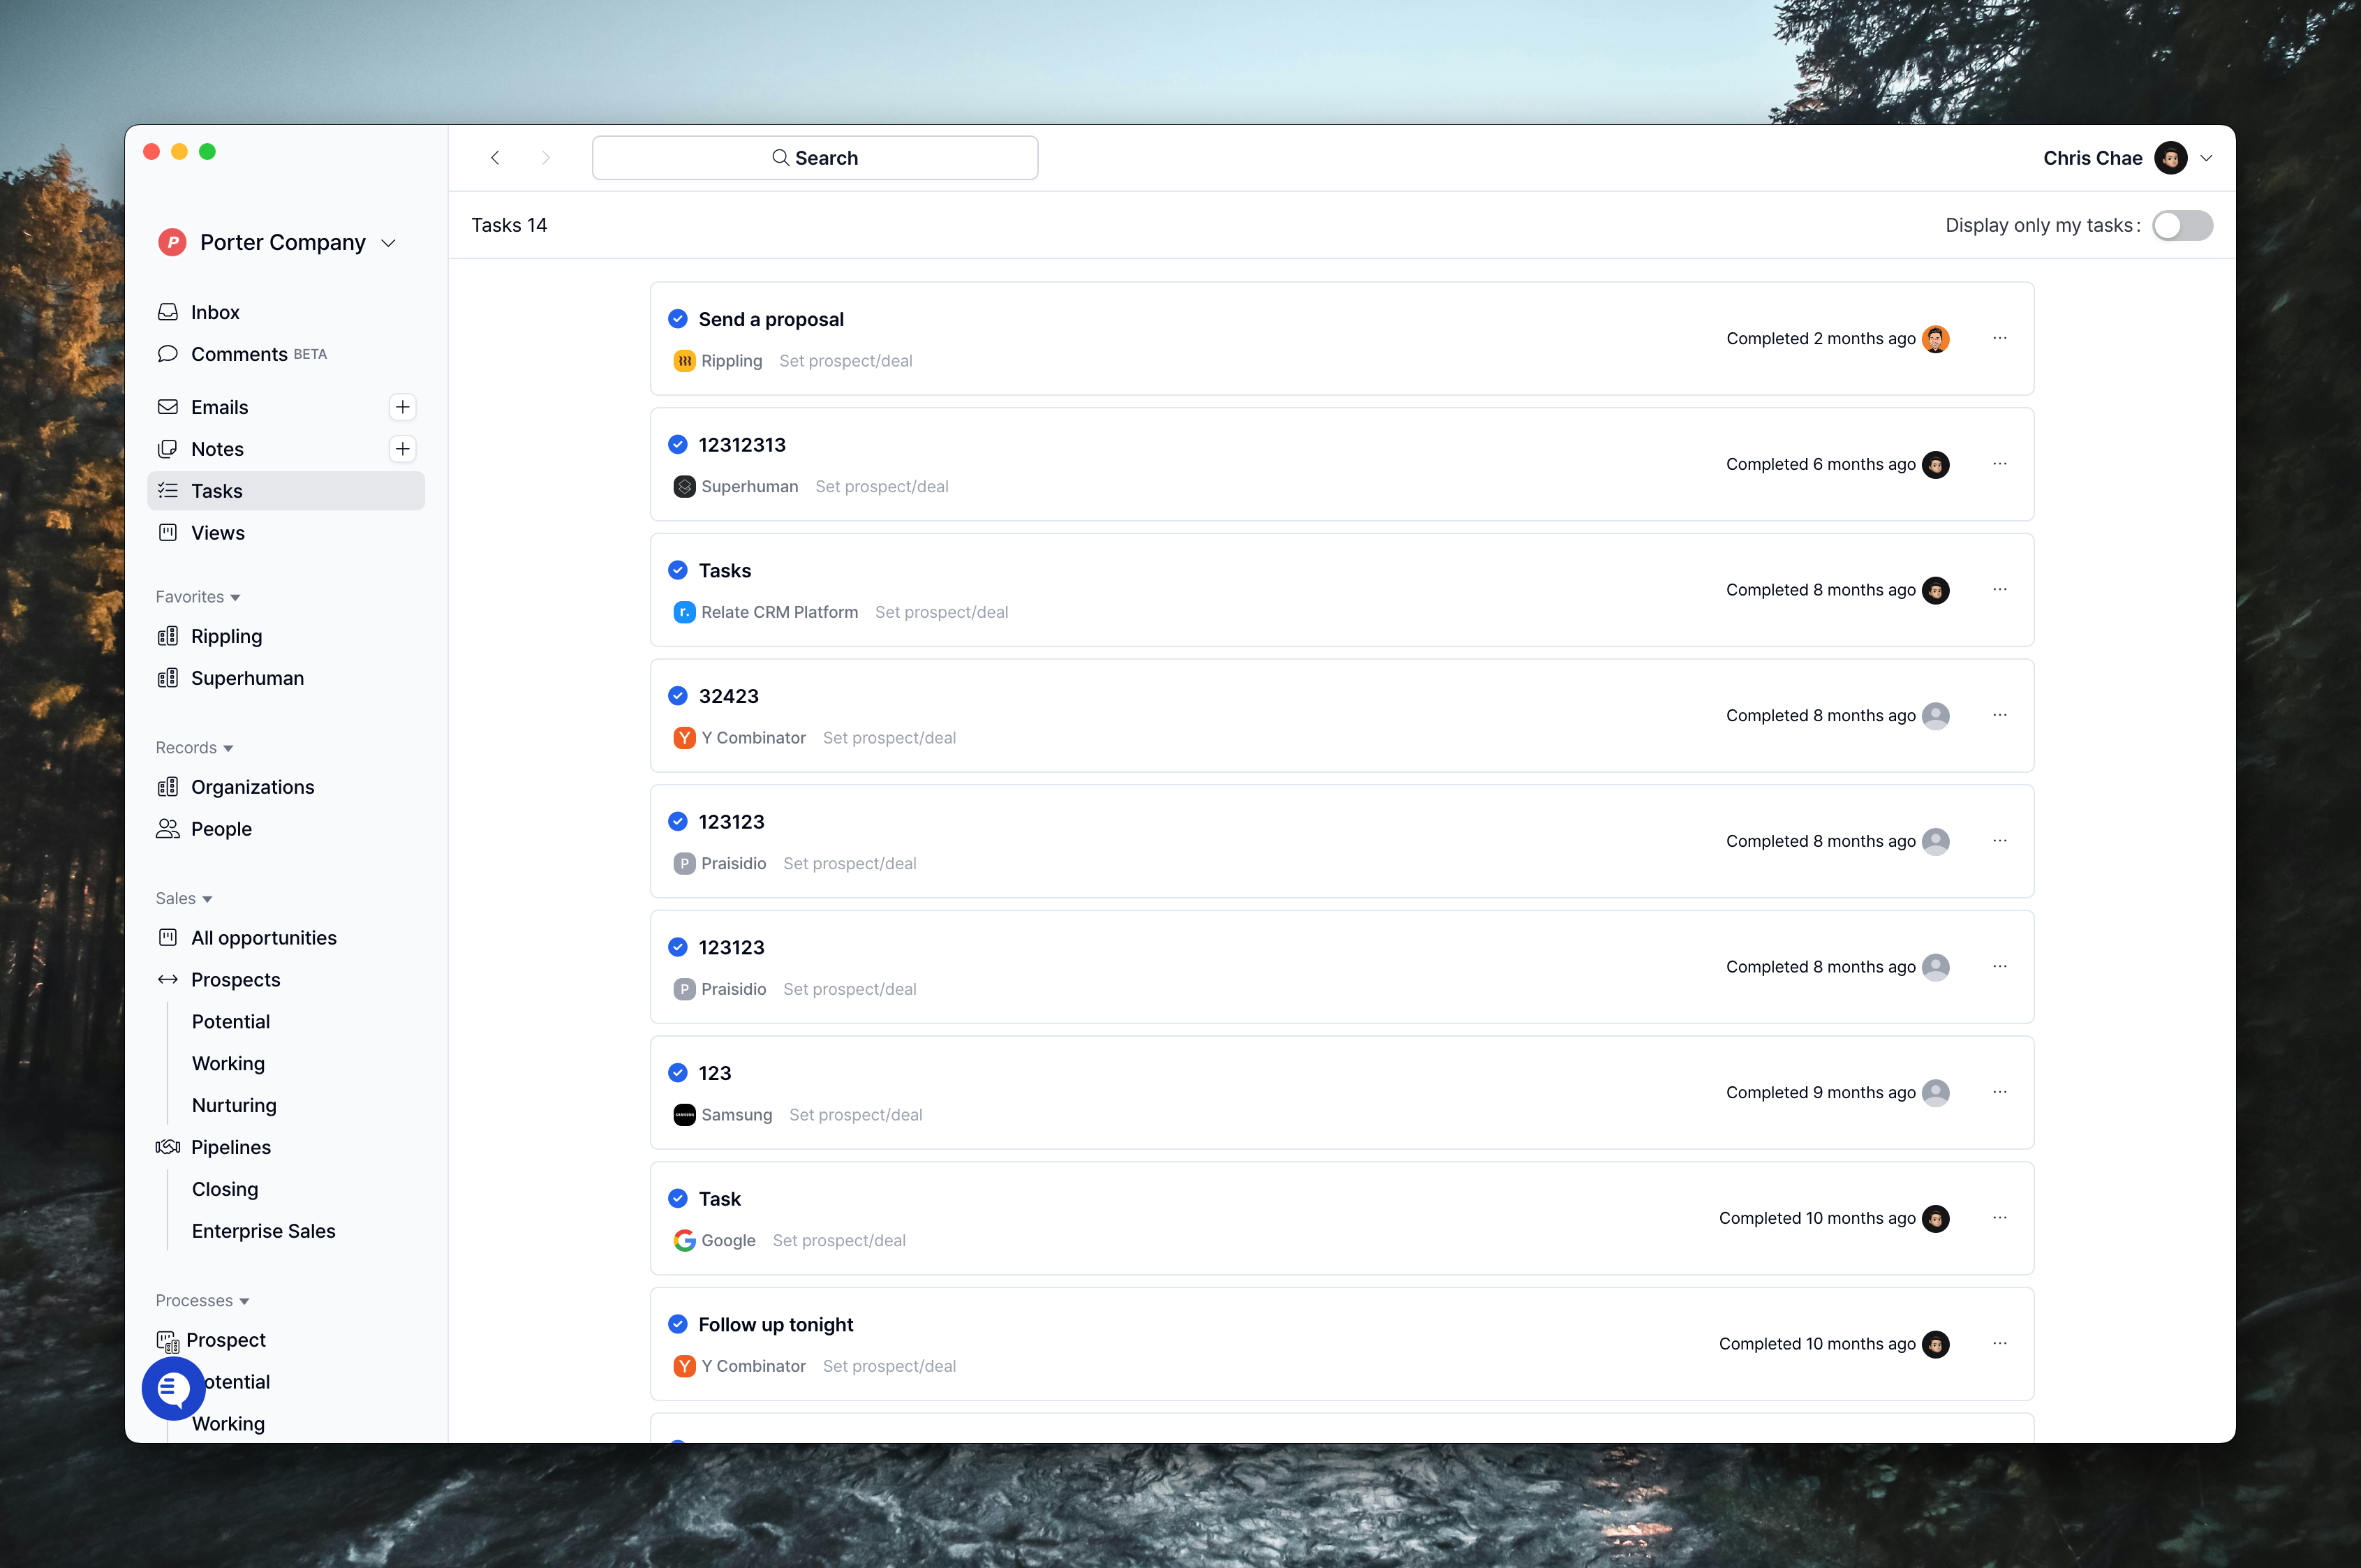 Search
Chris Chae
P Porter Company
Tasks 14
Display only my tasks:
Inbox
Comments BETA
Emails
Notes
Tasks
Views
Favorites
Rippling
Superhuman
Records
Organizations
People
Sales
All opportunities
Prospects
Potential
Working
Nurturing
Pipelines
Closing
Enterprise Sales
Processes
Prospect
otential
Working
Send a proposal
Rippling Set prospect/deal
Completed 2 months ago
12312313
Superhuman Set prospect/deal
Completed 6 months ago
Tasks
r. Relate CRM Platform Set prospect/deal
Completed 8 months ago
32423
Y Y Combinator Set prospect/deal
Completed 8 months ago
123123
P Praisidio Set prospect/deal
Completed 8 months ago
123123
P Praisidio Set prospect/deal
Completed 8 months ago
123
SAMSUNG Samsung Set prospect/deal
Completed 9 months ago
Task
G Google Set prospect/deal
Completed 10 months ago
Follow up tonight
Y Y Combinator Set prospect/deal
Completed 10 months ago